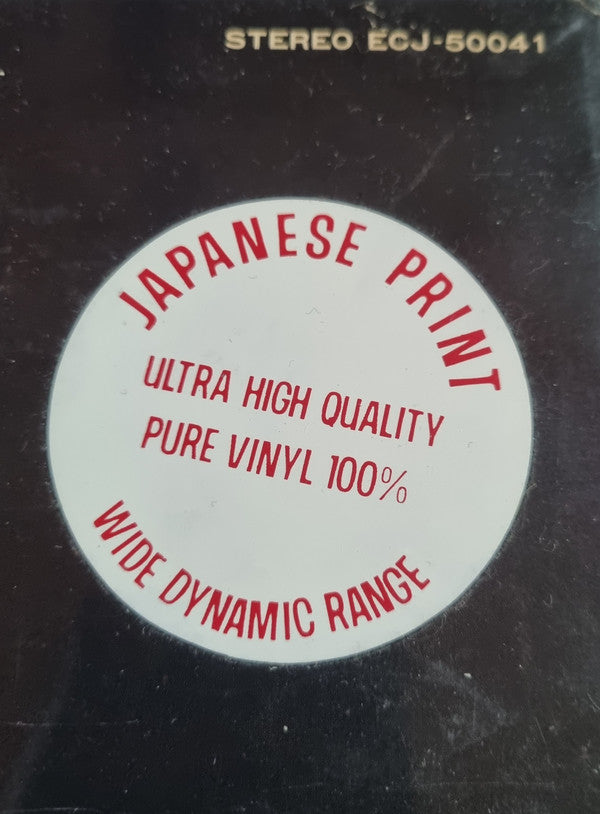 STEREO ECJ-50041
JAPANESE PRINT
ULTRA HIGH QUALITY
PURE VINYL 100%
WIDE DYNAMIC RANGE